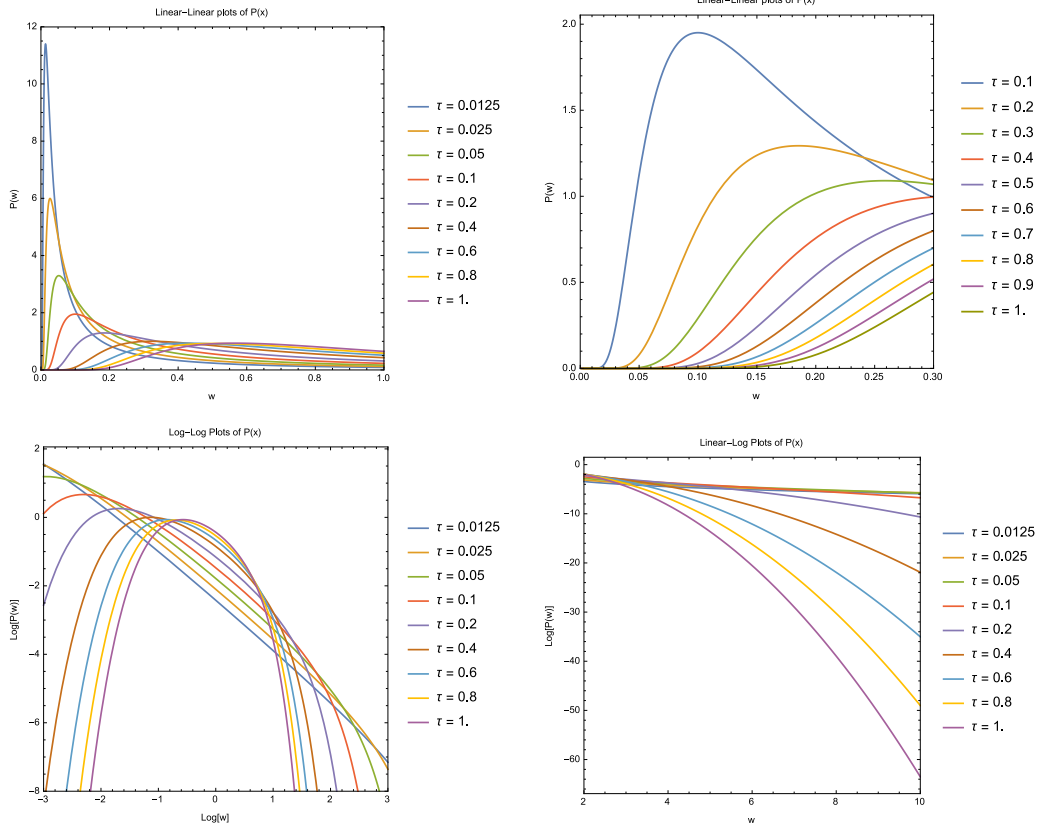 Linear–Linear plots of P(x)
P(w)
12
10
8
6
4
2
0
0.0
0.2
0.4
0.6
0.8
1.0
w
τ = 0.0125
τ = 0.025
τ = 0.05
τ = 0.1
τ = 0.2
τ = 0.4
τ = 0.6
τ = 0.8
τ = 1.
Linear–Linear plots of P(x)
P(w)
2.0
1.5
1.0
0.5
0.0
0.00
0.05
0.10
0.15
0.20
0.25
0.30
w
τ = 0.1
τ = 0.2
τ = 0.3
τ = 0.4
τ = 0.5
τ = 0.6
τ = 0.7
τ = 0.8
τ = 0.9
τ = 1.
Log–Log Plots of P(x)
Log[P(w)]
2
0
−2
−4
−6
−8
−3
−2
−1
0
1
2
3
Log[w]
τ = 0.0125
τ = 0.025
τ = 0.05
τ = 0.1
τ = 0.2
τ = 0.4
τ = 0.6
τ = 0.8
τ = 1.
Linear–Log Plots of P(x)
Log[P(w)]
0
−10
−20
−30
−40
−50
−60
2
4
6
8
10
w
τ = 0.0125
τ = 0.025
τ = 0.05
τ = 0.1
τ = 0.2
τ = 0.4
τ = 0.6
τ = 0.8
τ = 1.